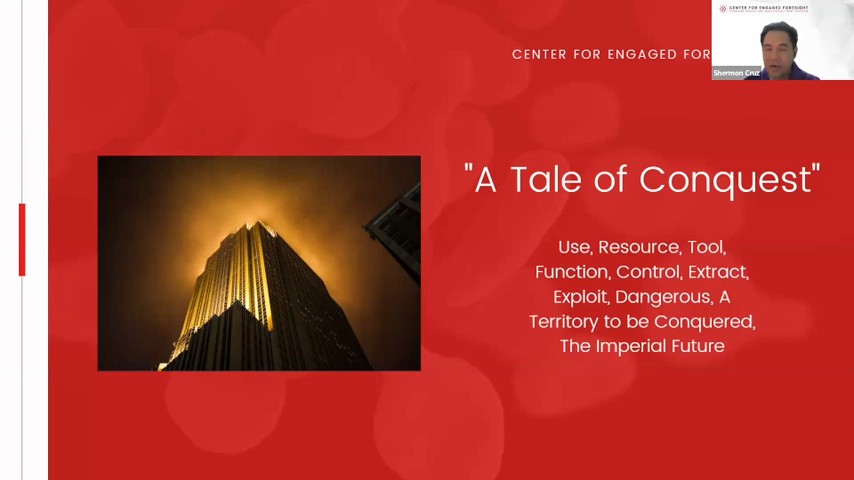 CENTER FOR ENGAGED FORESIGHT
CENTER FOR ENGAGED FOR
Shermon Cruz
"A Tale of Conquest"
Use, Resource, Tool,
Function, Control, Extract,
Exploit, Dangerous, A
Territory to be Conquered,
The Imperial Future